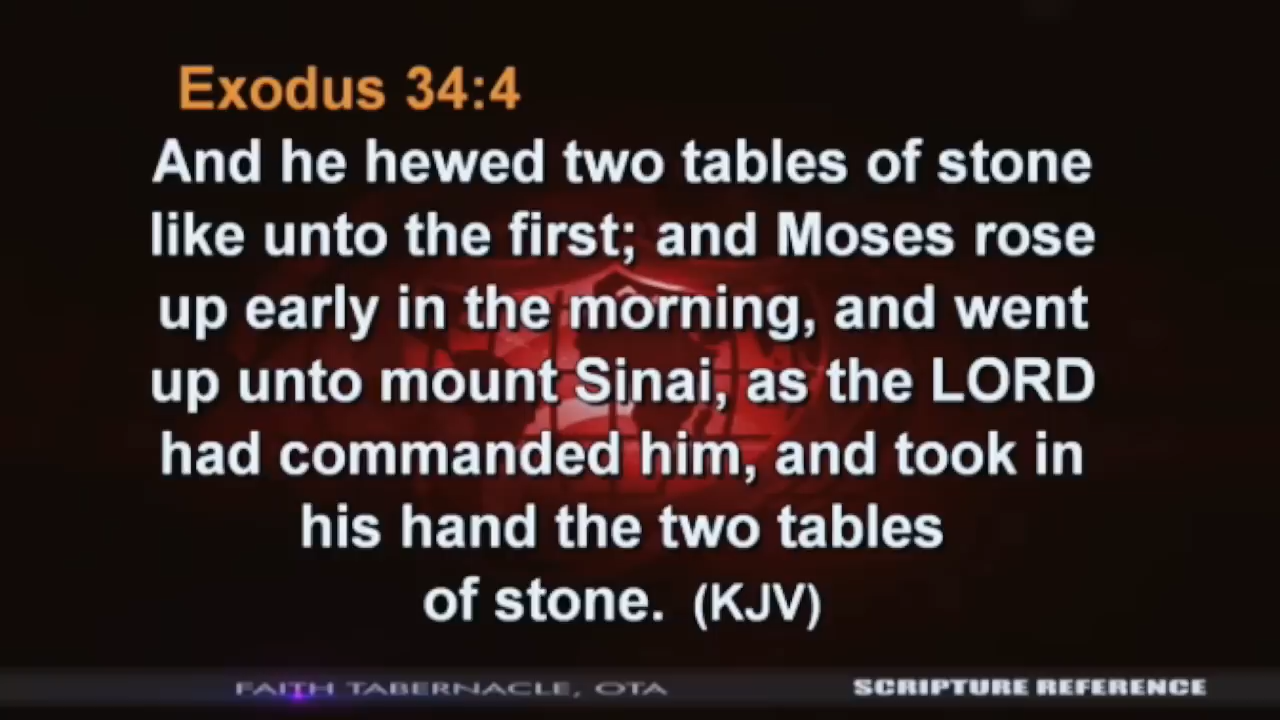 Exodus 34:4
And he hewed two tables of stone
like unto the first; and Moses rose
up early in the morning, and went
up unto mount Sinai, as the LORD
had commanded him, and took in
his hand the two tables
of stone. (KJV)
FAITH TABERNACLE, OTA
SCRIPTURE REFERENCE